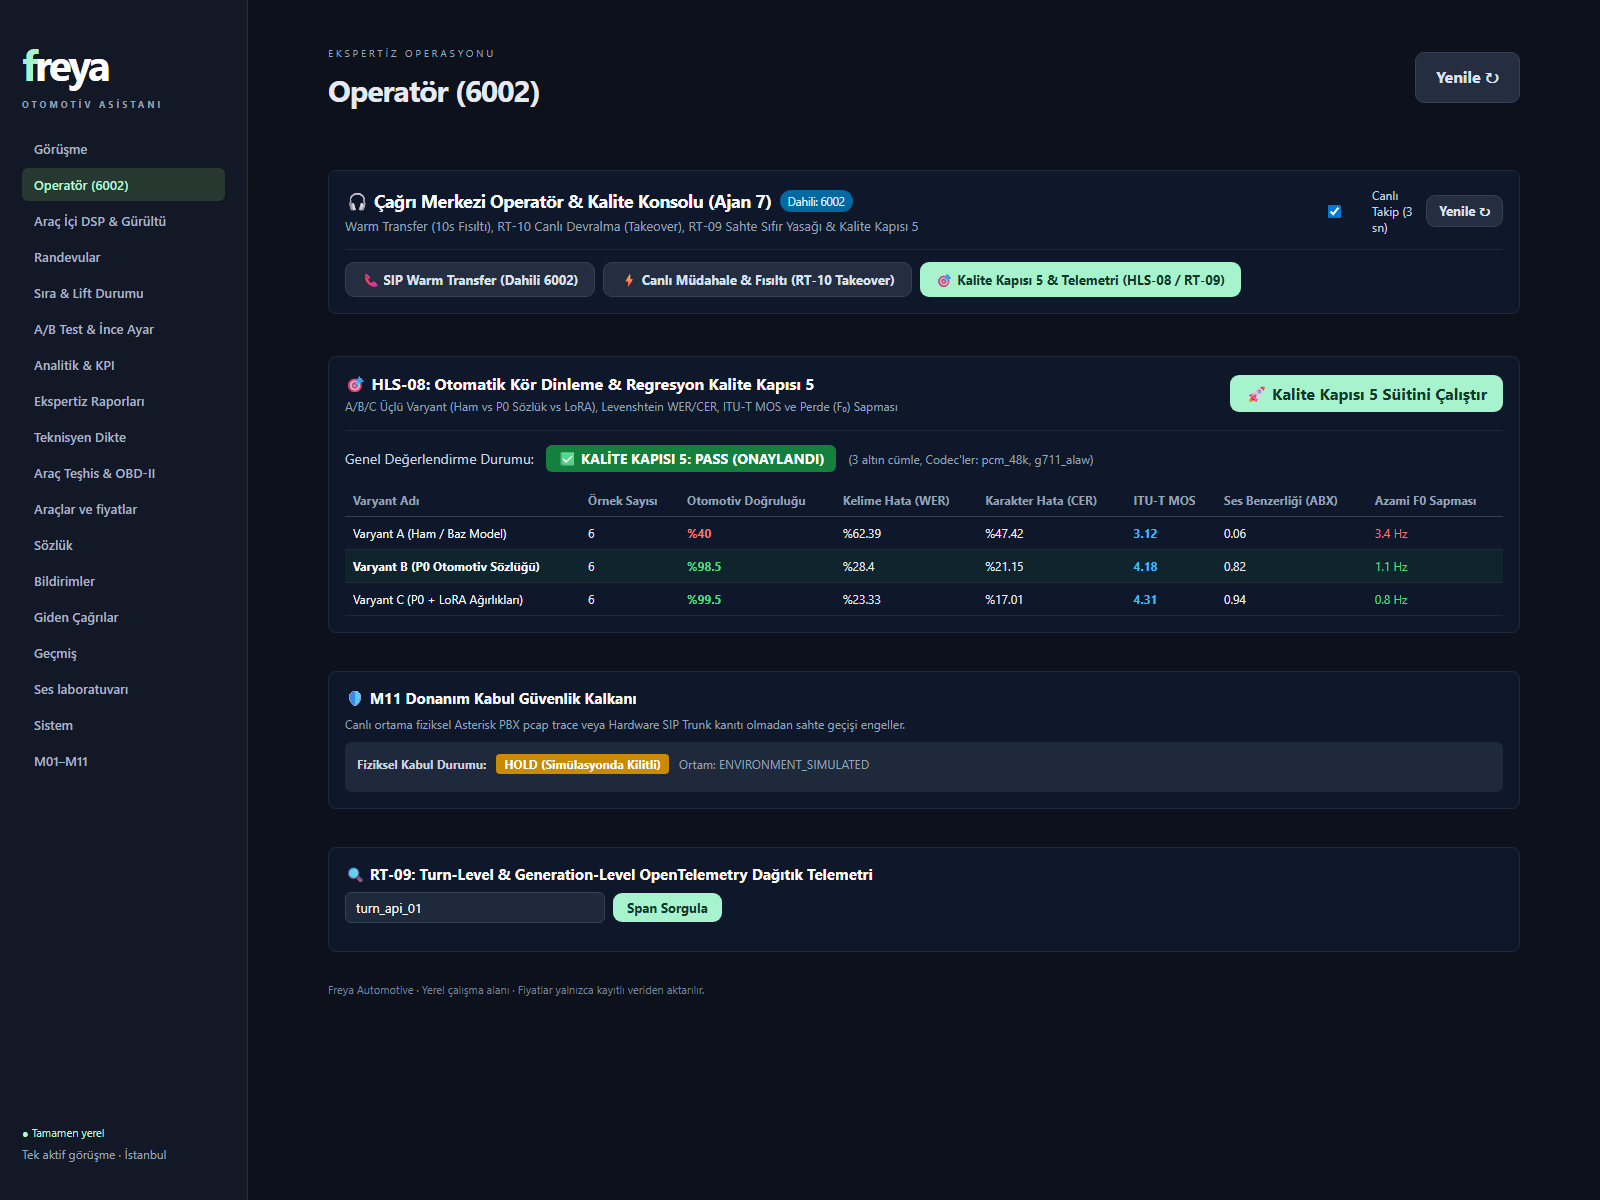 freya
OTOMOTİV ASİSTANI
Görüşme
Operatör (6002)
Araç İçi DSP & Gürültü
Randevular
Sıra & Lift Durumu
A/B Test & İnce Ayar
Analitik & KPI
Ekspertiz Raporları
Teknisyen Dikte
Araç Teşhis & OBD-II
Araçlar ve fiyatlar
Sözlük
Bildirimler
Giden Çağrılar
Geçmiş
Ses laboratuvarı
Sistem
M01–M11
● Tamamen yerel
Tek aktif görüşme · İstanbul
EKSPERTİZ OPERASYONU
Operatör (6002)
Yenile ↻
🎧 Çağrı Merkezi Operatör & Kalite Konsolu (Ajan 7) Dahili: 6002
Warm Transfer (10s Fısıltı), RT-10 Canlı Devralma (Takeover), RT-09 Sahte Sıfır Yasağı & Kalite Kapısı 5
Canlı
Takip (3
sn)
Yenile ↻
📞 SIP Warm Transfer (Dahili 6002) ⚡ Canlı Müdahale & Fısıltı (RT-10 Takeover) 🎯 Kalite Kapısı 5 & Telemetri (HLS-08 / RT-09)
🎯 HLS-08: Otomatik Kör Dinleme & Regresyon Kalite Kapısı 5
A/B/C Üçlü Varyant (Ham vs P0 Sözlük vs LoRA), Levenshtein WER/CER, ITU-T MOS ve Perde (F₀) Sapması
🚀 Kalite Kapısı 5 Süitini Çalıştır
Genel Değerlendirme Durumu: ✅ KALİTE KAPISI 5: PASS (ONAYLANDI) (3 altın cümle, Codec'ler: pcm_48k, g711_alaw)
Varyant Adı Örnek Sayısı Otomotiv Doğruluğu Kelime Hata (WER) Karakter Hata (CER) ITU-T MOS Ses Benzerliği (ABX) Azami F0 Sapması
Varyant A (Ham / Baz Model) 6 %40 %62.39 %47.42 3.12 0.06 3.4 Hz
Varyant B (P0 Otomotiv Sözlüğü) 6 %98.5 %28.4 %21.15 4.18 0.82 1.1 Hz
Varyant C (P0 + LoRA Ağırlıkları) 6 %99.5 %23.33 %17.01 4.31 0.94 0.8 Hz
🛡️ M11 Donanım Kabul Güvenlik Kalkanı
Canlı ortama fiziksel Asterisk PBX pcap trace veya Hardware SIP Trunk kanıtı olmadan sahte geçişi engeller.
Fiziksel Kabul Durumu: HOLD (Simülasyonda Kilitli) Ortam: ENVIRONMENT_SIMULATED
🔍 RT-09: Turn-Level & Generation-Level OpenTelemetry Dağıtık Telemetri
turn_api_01 Span Sorgula
Freya Automotive · Yerel çalışma alanı · Fiyatlar yalnızca kayıtlı veriden aktarılır.